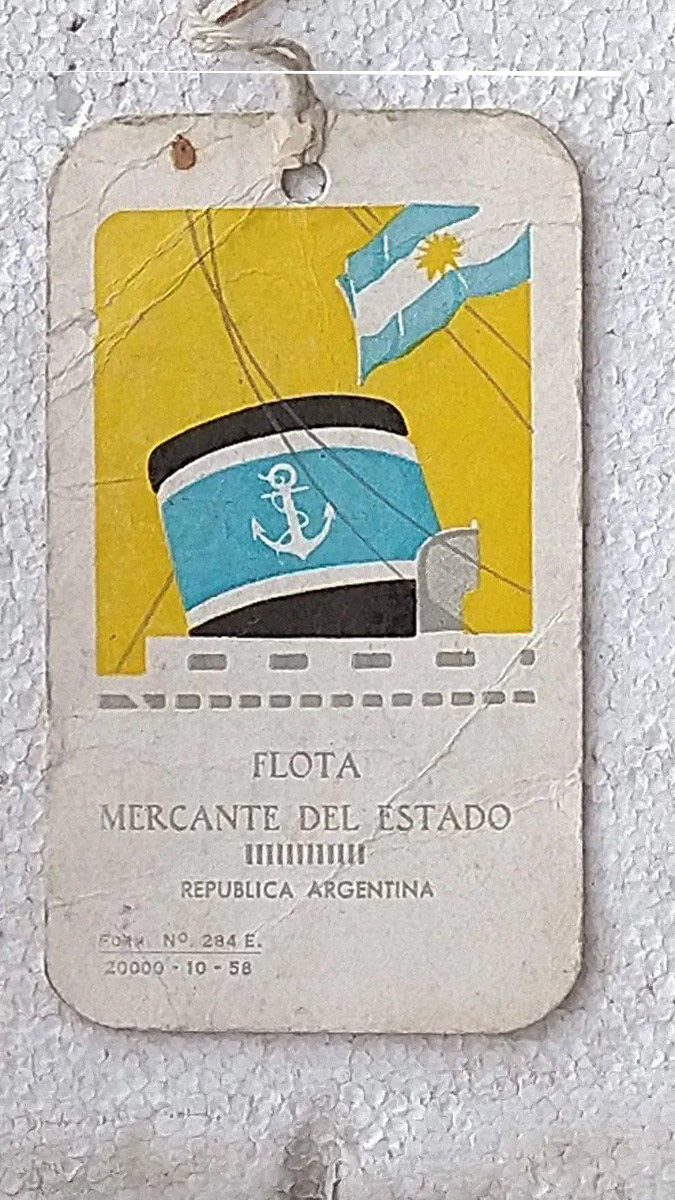 FLOTA
MERCANTE DEL ESTADO
REPUBLICA ARGENTINA
FORM. Nº. 284 E.
20000 - 10 - 58